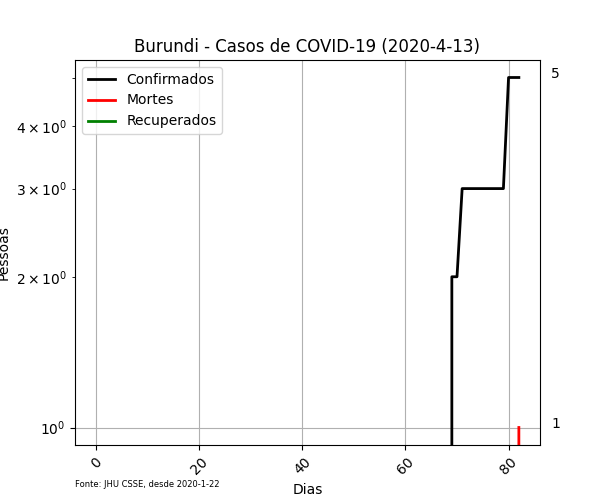 Burundi - Casos de COVID-19 (2020-4-13)
Confirmados
Mortes
Recuperados
5
4 × 10⁰
3 × 10⁰
2 × 10⁰
10⁰
1
Pessoas
0
20
40
60
80
Dias
Fonte: JHU CSSE, desde 2020-1-22